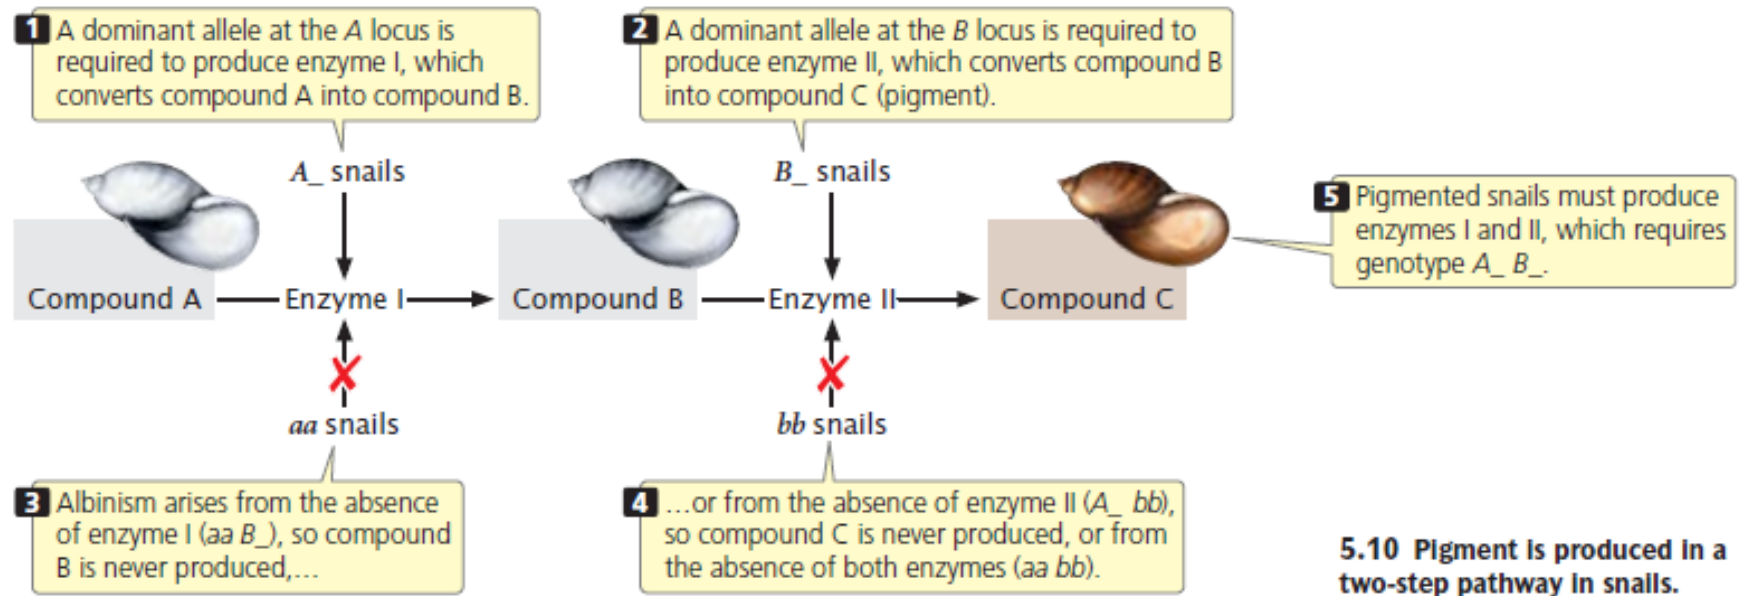 1 A dominant allele at the A locus is
required to produce enzyme I, which
converts compound A into compound B.
2 A dominant allele at the B locus is required to
produce enzyme II, which converts compound B
into compound C (pigment).
A_ snails
B_ snails
5 Pigmented snails must produce
enzymes I and II, which requires
genotype A_ B_.
Compound A
Enzyme I
Compound B
Enzyme II
Compound C
aa snails
bb snails
3 Albinism arises from the absence
of enzyme I (aa B_), so compound
B is never produced,...
4 ...or from the absence of enzyme II (A_ bb),
so compound C is never produced, or from
the absence of both enzymes (aa bb).
5.10 Pigment is produced in a
two-step pathway in snails.